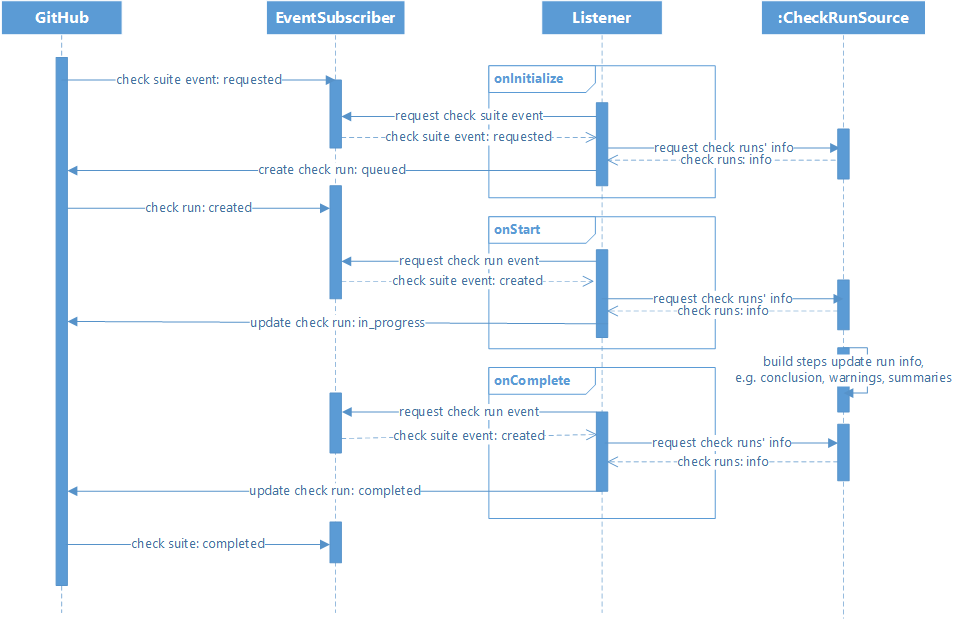 GitHub
EventSubscriber
Listener
:CheckRunSource
check suite event: requested
onInitialize
request check suite event
check suite event: requested
request check runs' info
check runs: info
create check run: queued
check run: created
onStart
request check run event
check suite event: created
request check runs' info
check runs: info
update check run: in_progress
build steps update run info,
e.g. conclusion, warnings, summaries
onComplete
request check run event
check suite event: created
request check runs' info
check runs: info
update check run: completed
check suite: completed